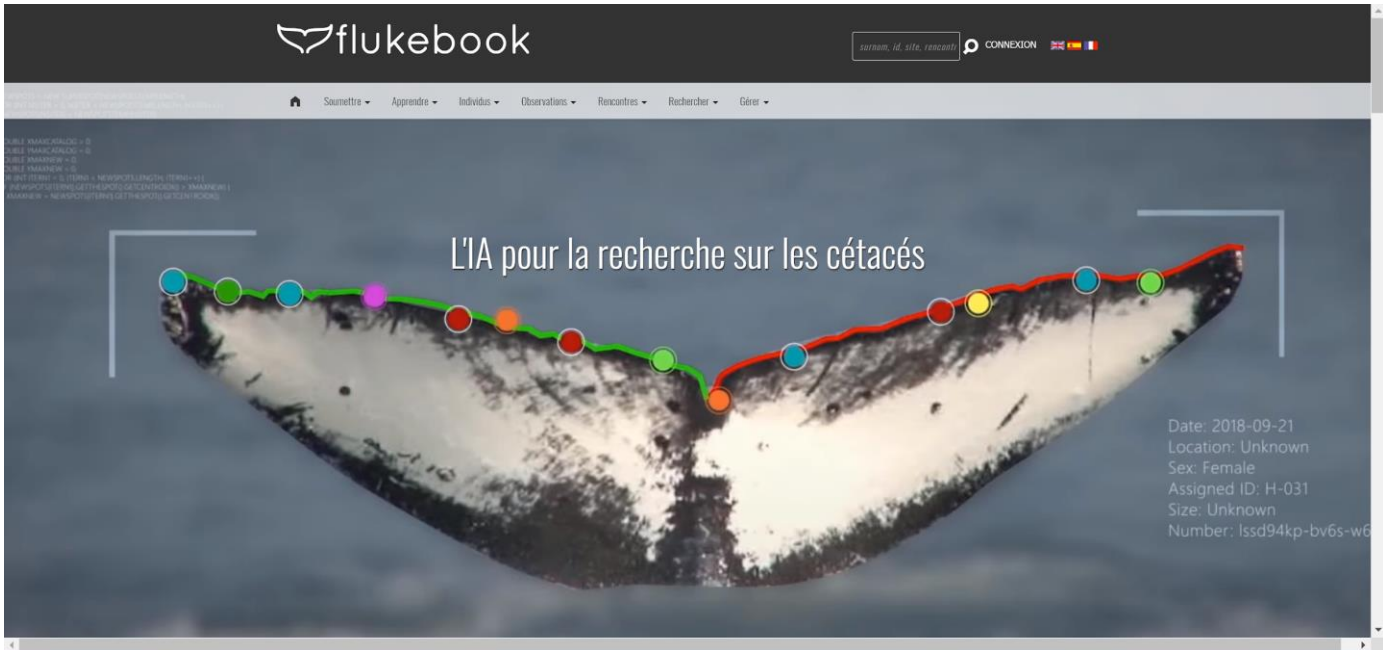 flukebook
CONNEXION
Soumettre
Apprendre
Individus
Observations
Rencontres
Rechercher
Gérer
L'IA pour la recherche sur les cétacés
Date: 2018-09-21
Location: Unknown
Sex: Female
Assigned ID: H-031
Size: Unknown
Number: lssd94kp-bv6s-w6